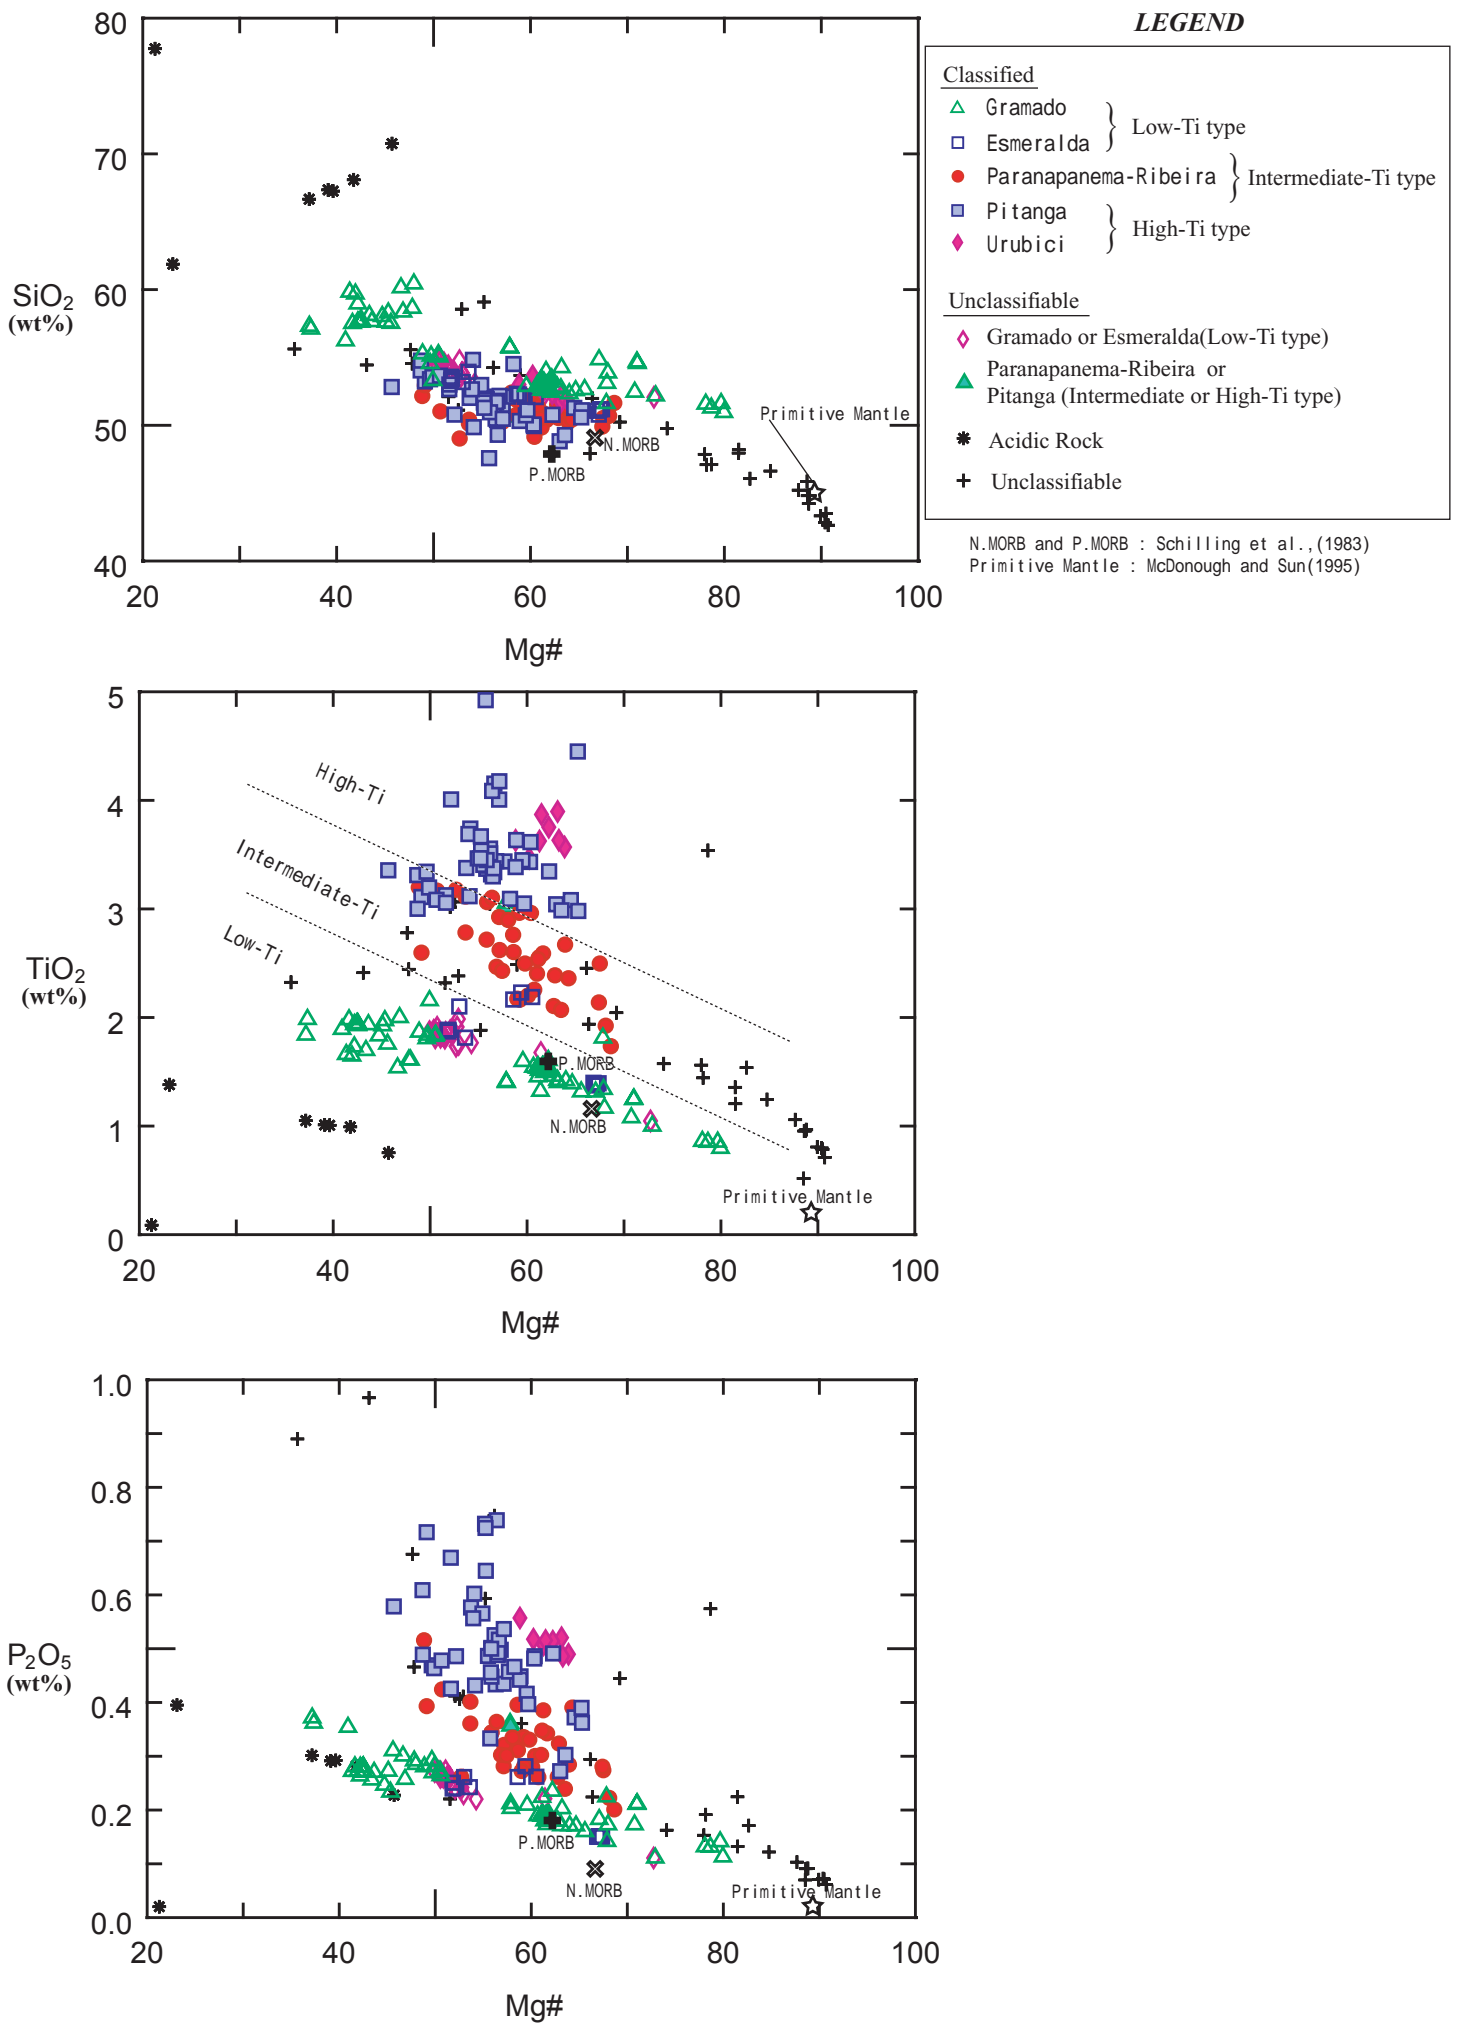 LEGEND
Classified
Gramado
Esmeralda
Low-Ti type
Paranapanema-Ribeira
Intermediate-Ti type
Pitanga
Urubici
High-Ti type
Unclassifiable
Gramado or Esmeralda(Low-Ti type)
Paranapanema-Ribeira or
Pitanga (Intermediate or High-Ti type)
Acidic Rock
Unclassifiable
N.MORB and P.MORB : Schilling et al.,(1983)
Primitive Mantle : McDonough and Sun(1995)
80
70
60
50
40
SiO2
(wt%)
Primitive Mantle
N.MORB
P.MORB
20 40 60 80 100
Mg#
5
4
3
2
1
0
TiO2
(wt%)
High-Ti
Intermediate-Ti
Low-Ti
P.MORB
N.MORB
Primitive Mantle
20 40 60 80 100
Mg#
1.0
0.8
0.6
0.4
0.2
0.0
P2O5
(wt%)
P.MORB
N.MORB
Primitive Mantle
20 40 60 80 100
Mg#